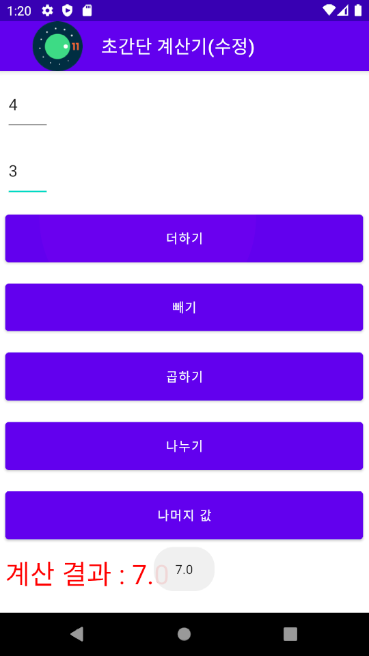 1:20
11
초간단 계산기(수정)
4
3
더하기
빼기
곱하기
나누기
나머지 값
계산 결과 : 7.0
7.0